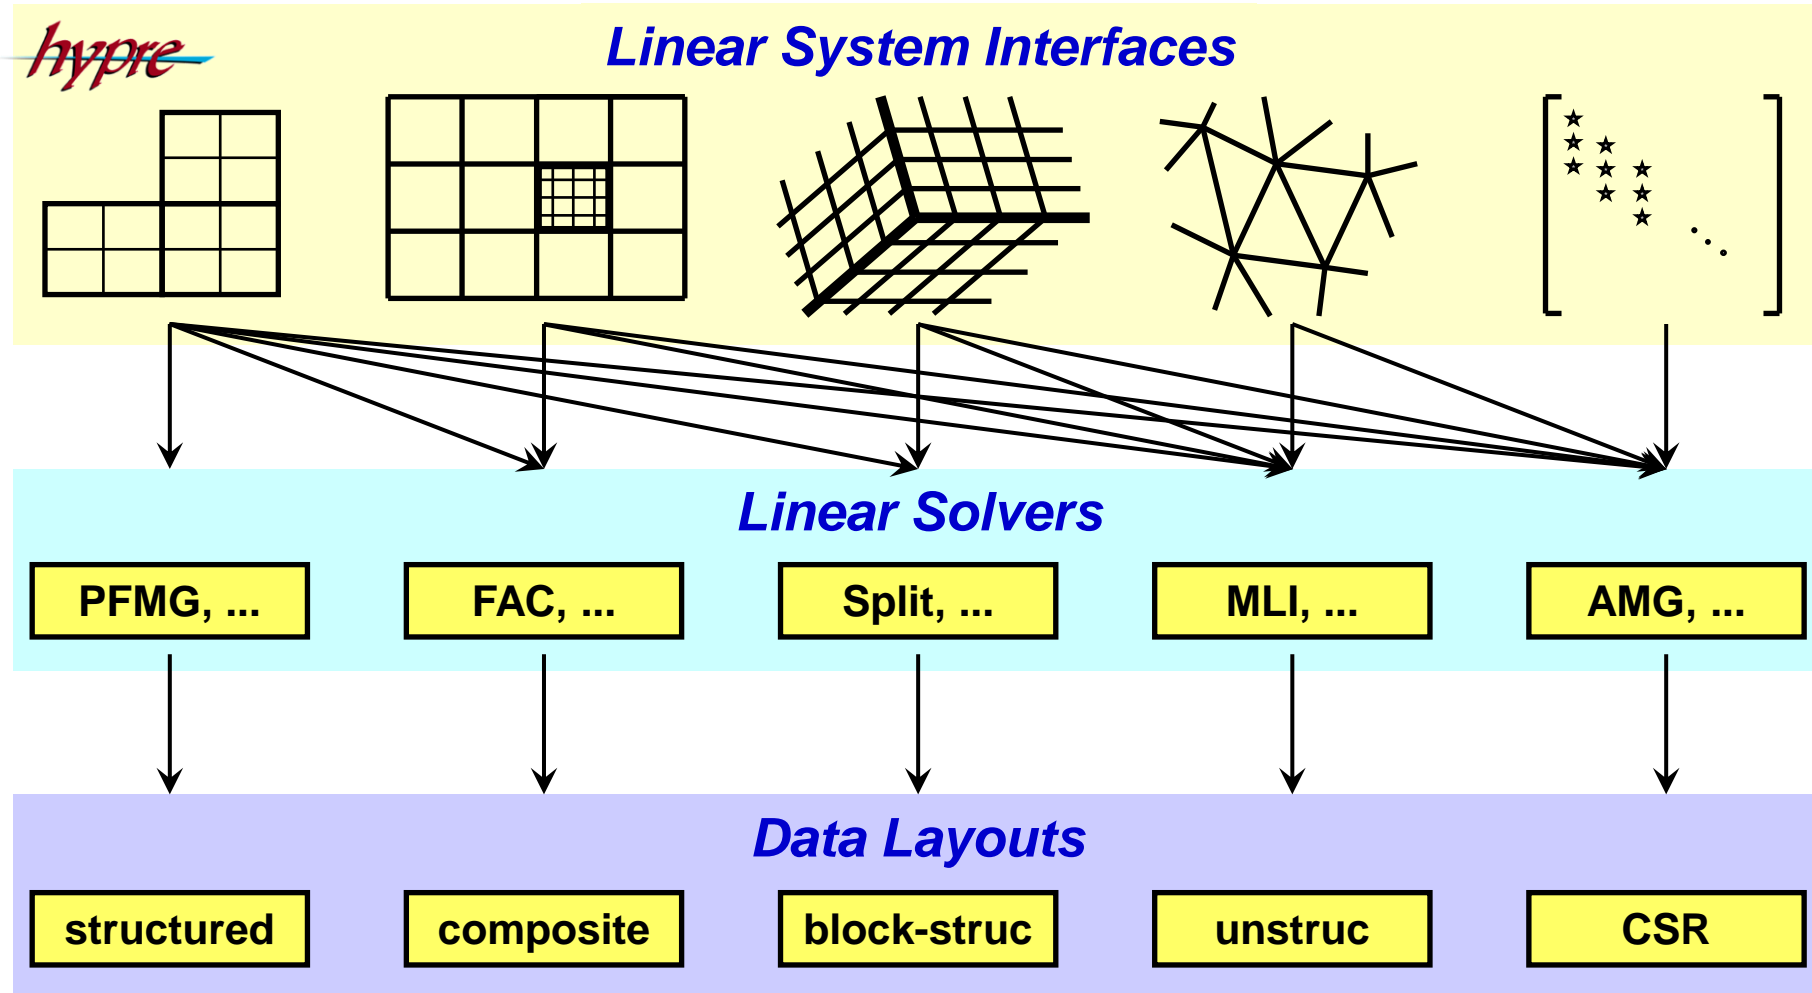 hypre
Linear System Interfaces
Linear Solvers
PFMG, ...
FAC, ...
Split, ...
MLI, ...
AMG, ...
Data Layouts
structured
composite
block-struc
unstruc
CSR